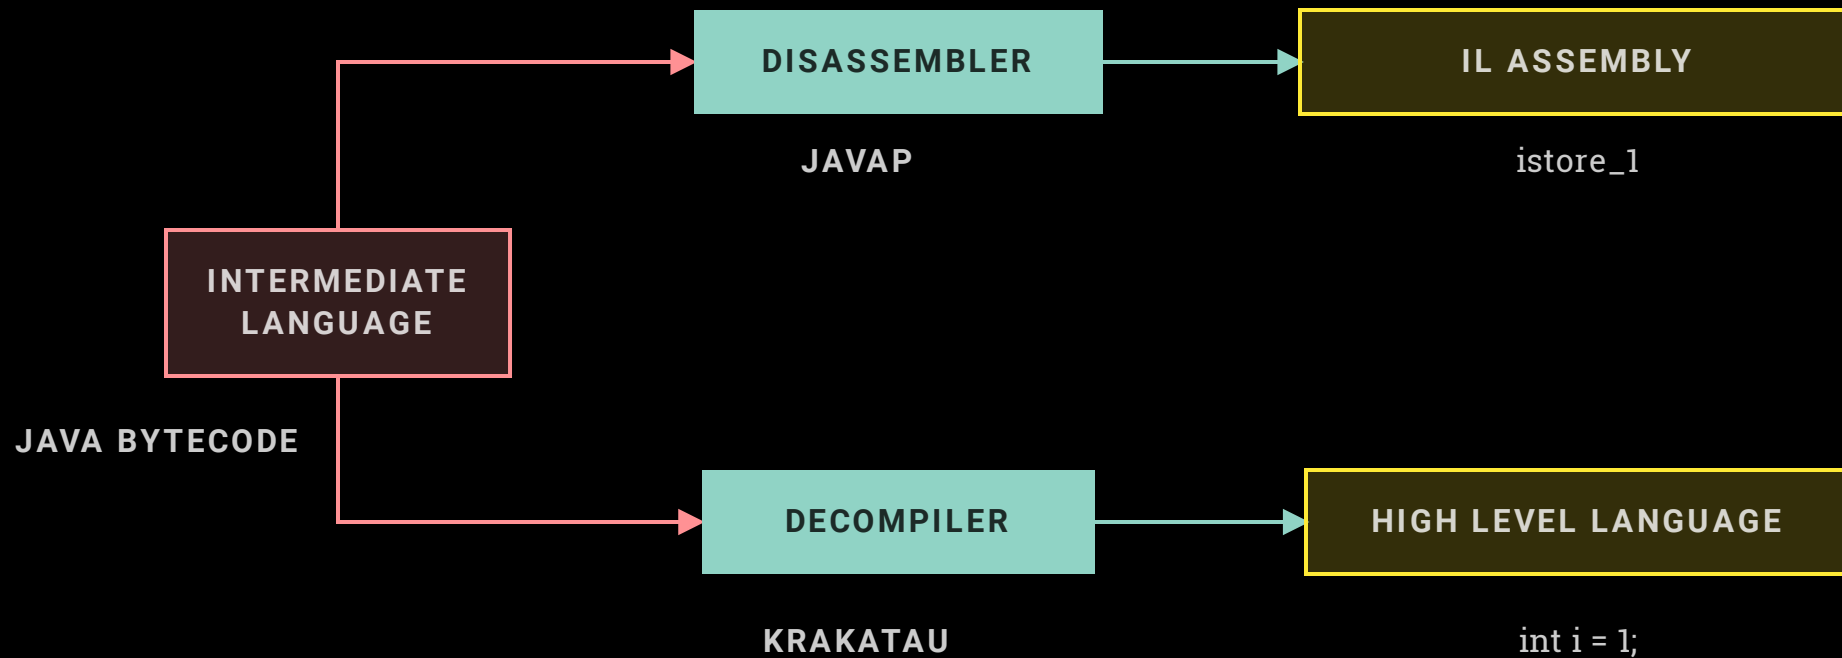 DISASSEMBLER
IL ASSEMBLY
JAVAP
istore_1
INTERMEDIATE
LANGUAGE
JAVA BYTECODE
DECOMPILER
HIGH LEVEL LANGUAGE
KRAKATAU
int i = 1;